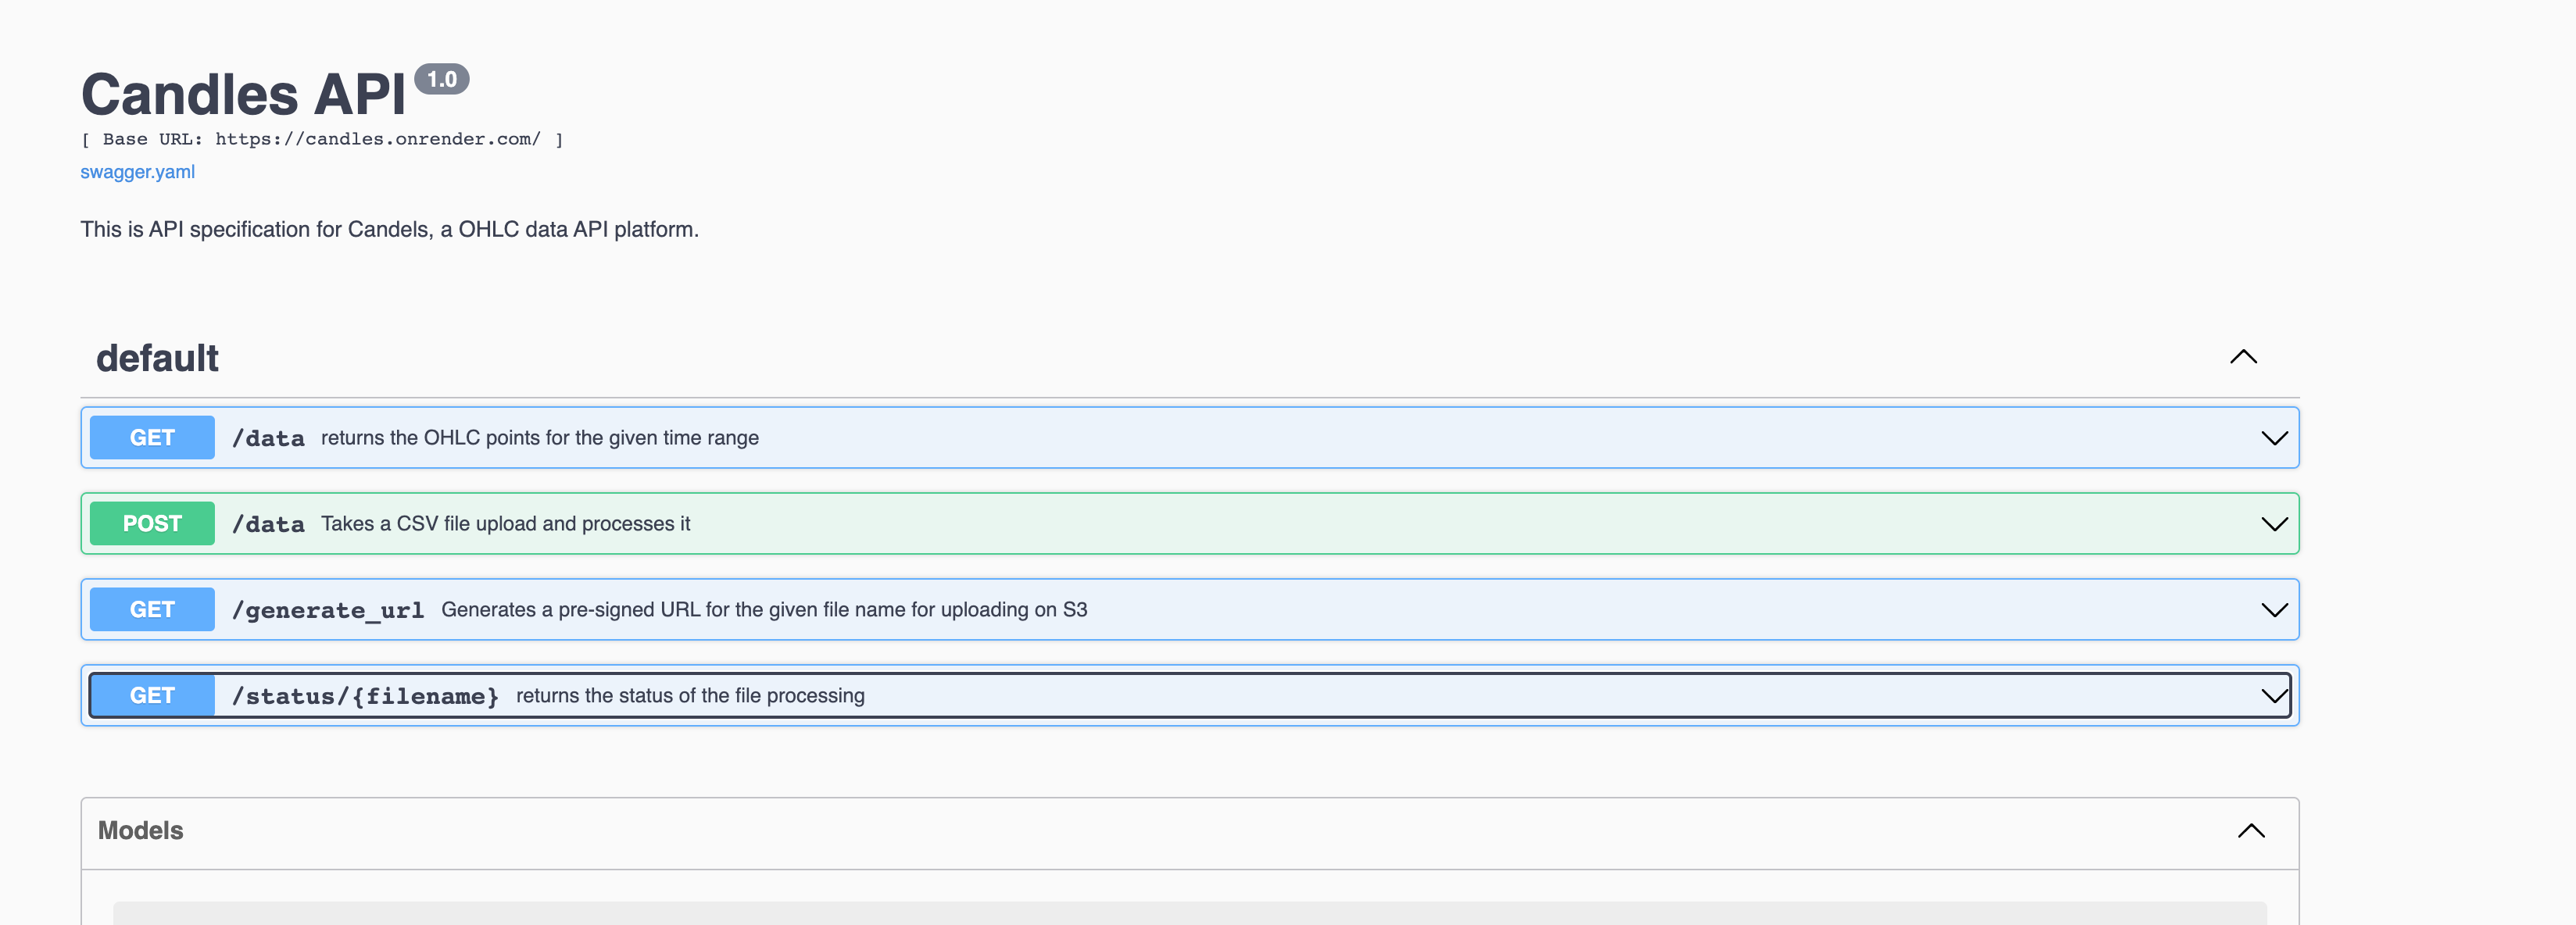 Candles API 1.0
[ Base URL: https://candles.onrender.com/ ]
swagger.yaml
This is API specification for Candels, a OHLC data API platform.
default
GET /data returns the OHLC points for the given time range
POST /data Takes a CSV file upload and processes it
GET /generate_url Generates a pre-signed URL for the given file name for uploading on S3
GET /status/{filename} returns the status of the file processing
Models